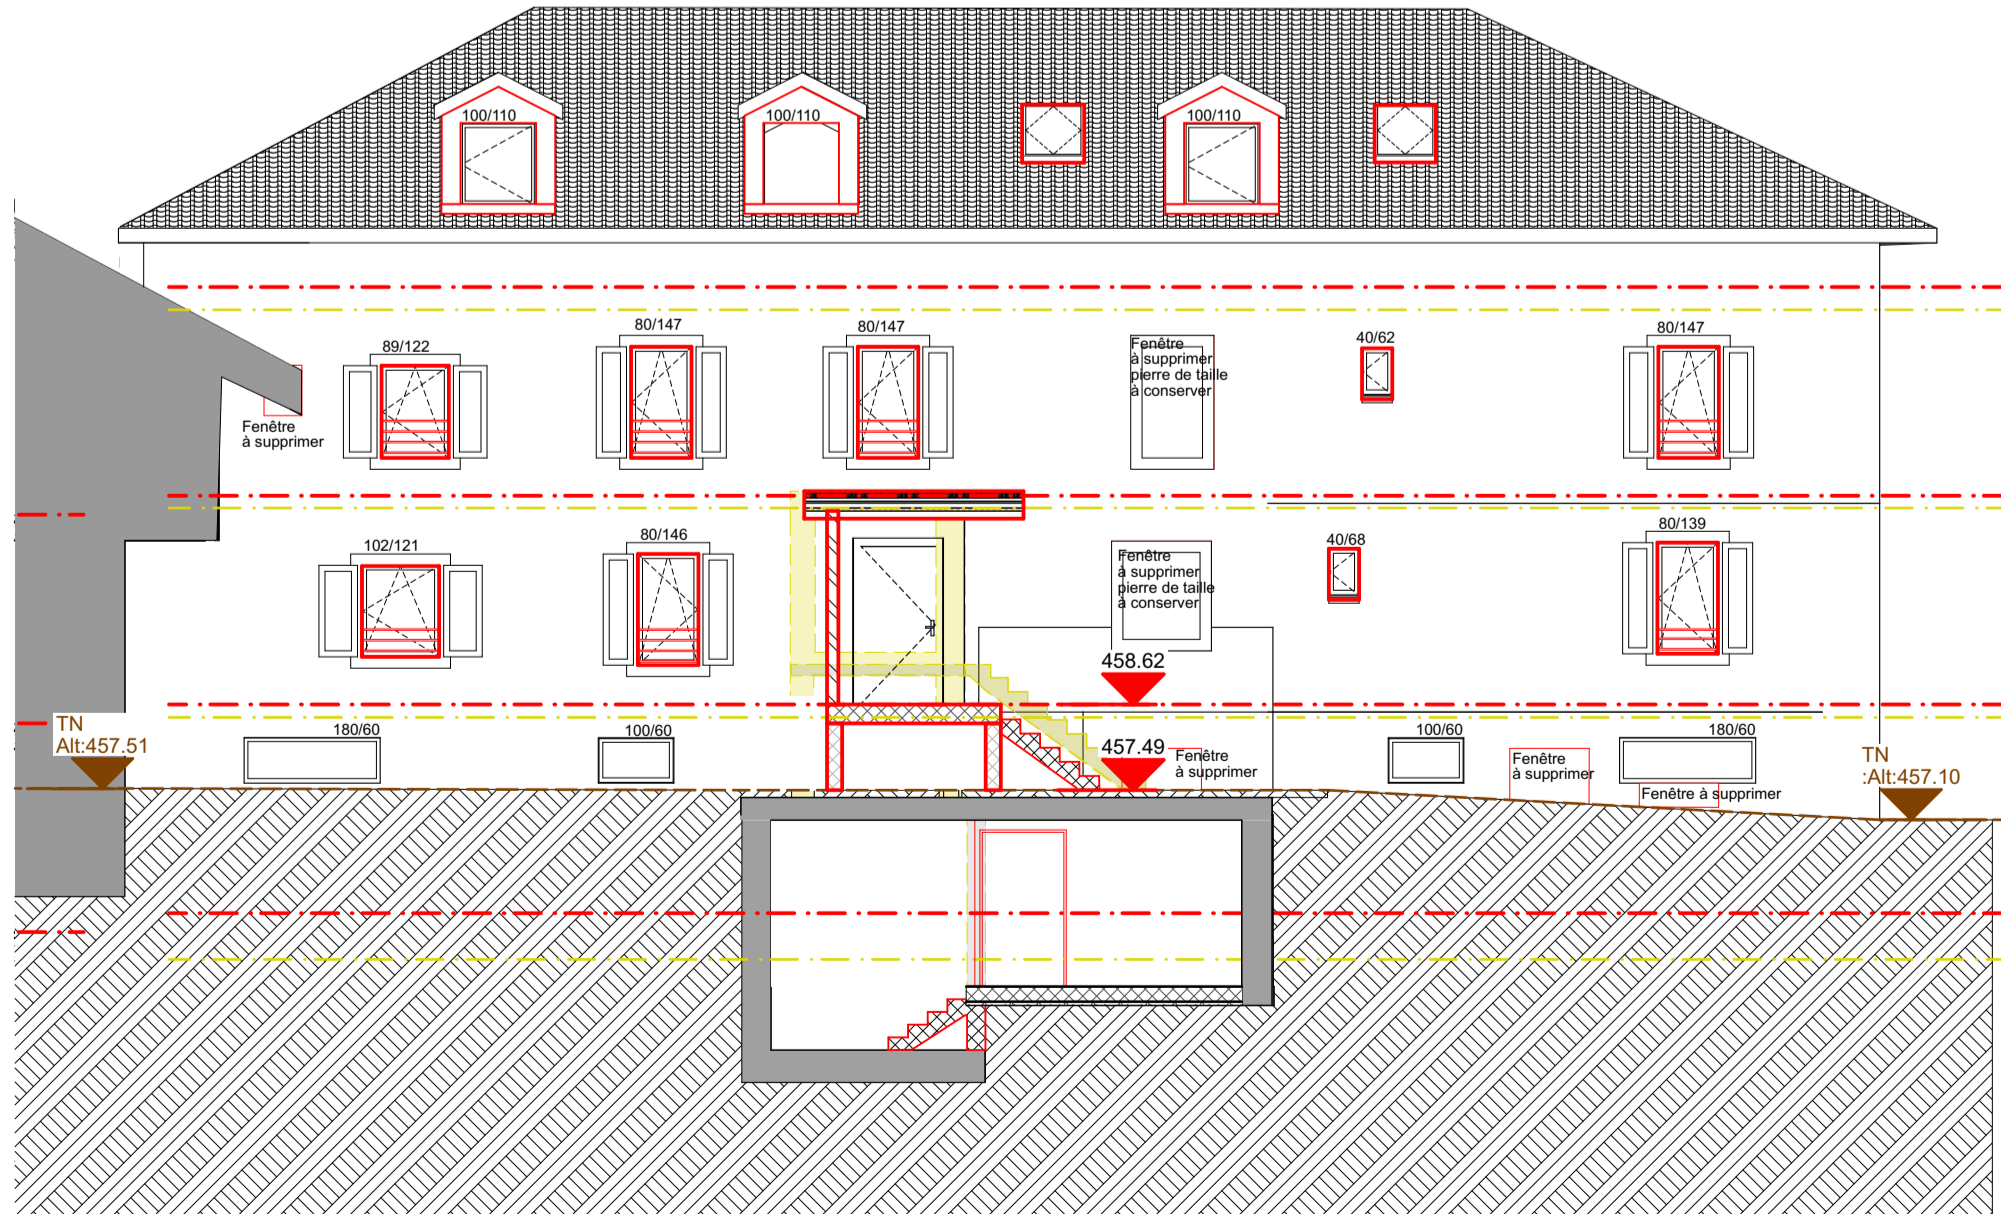 100/110
100/110
100/110
89/122
80/147
80/147
Fenêtre
à supprimer
pierre de taille
à conserver
40/62
80/147
Fenêtre
à supprimer
102/121
80/146
Fenêtre
à supprimer
pierre de taille
à conserver
40/68
80/139
458.62
TN
Alt:457.51
180/60
100/60
457.49
Fenêtre
à supprimer
100/60
Fenêtre
à supprimer
180/60
Fenêtre à supprimer
TN
:Alt:457.10